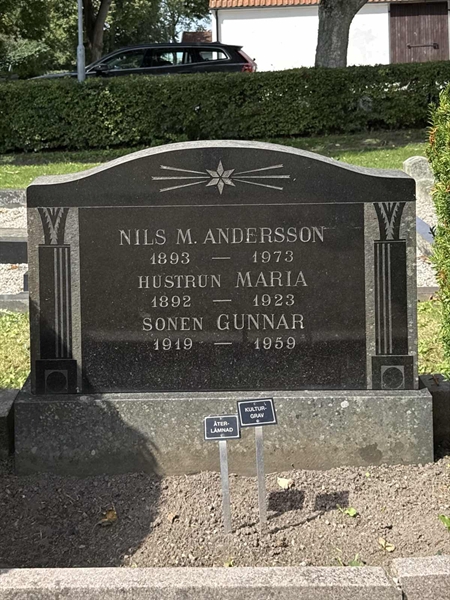 NILS M. ANDERSSON
1893 — 1973
HUSTRUN MARIA
1892 — 1923
SONEN GUNNAR
1919 — 1959
ÅTER-
LÄMNAD
KULTUR-
GRAV